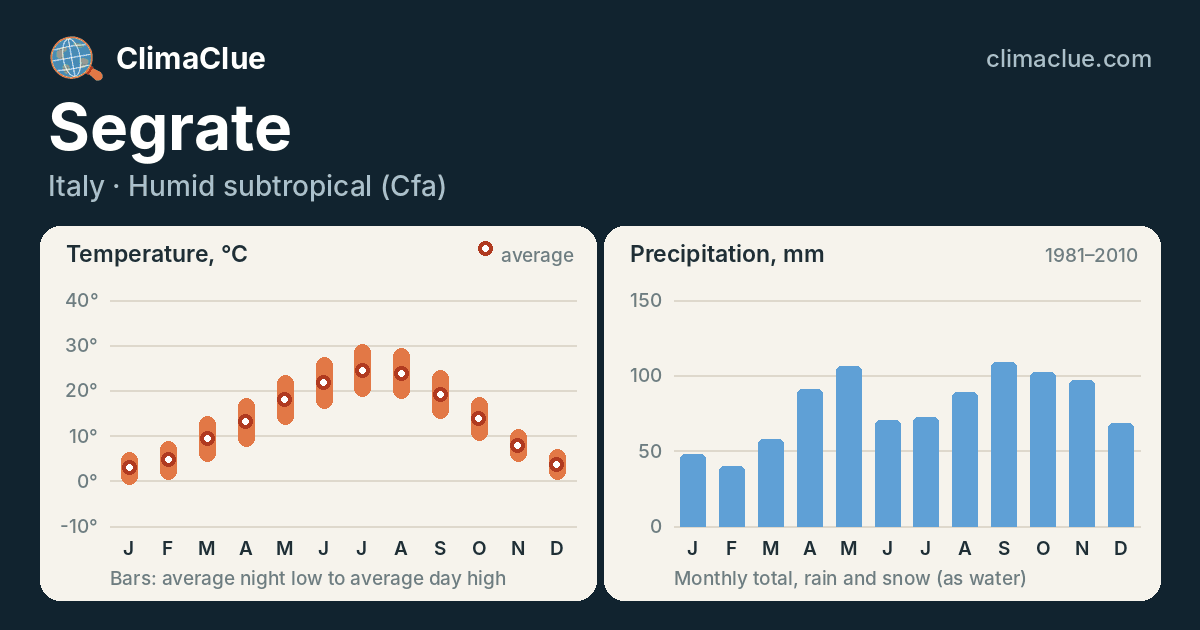 ClimaClue
climaclue.com
Segrate
Italy · Humid subtropical (Cfa)
Temperature, °C
average
40°
30°
20°
10°
0°
-10°
J F M A M J J A S O N D
Bars: average night low to average day high
Precipitation, mm
1981–2010
150
100
50
0
J F M A M J J A S O N D
Monthly total, rain and snow (as water)